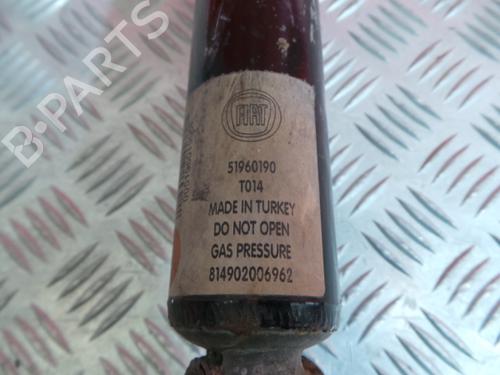 B-PARTS
FIAT
51960190
T014
MADE IN TURKEY
DO NOT OPEN
GAS PRESSURE
814902006962